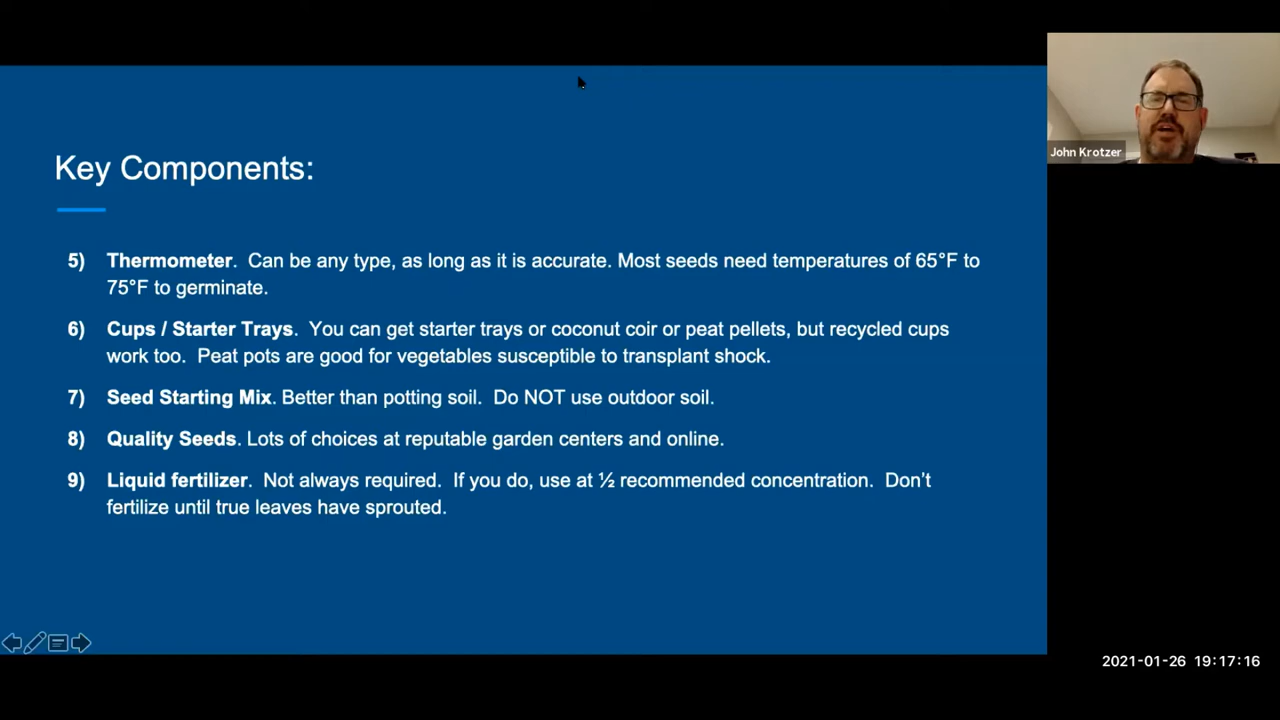 Key Components:
5) Thermometer. Can be any type, as long as it is accurate. Most seeds need temperatures of 65°F to
75°F to germinate.
6) Cups / Starter Trays. You can get starter trays or coconut coir or peat pellets, but recycled cups
work too. Peat pots are good for vegetables susceptible to transplant shock.
7) Seed Starting Mix. Better than potting soil. Do NOT use outdoor soil.
8) Quality Seeds. Lots of choices at reputable garden centers and online.
9) Liquid fertilizer. Not always required. If you do, use at ½ recommended concentration. Don’t
fertilize until true leaves have sprouted.
John Krotzer
2021-01-26 19:17:16